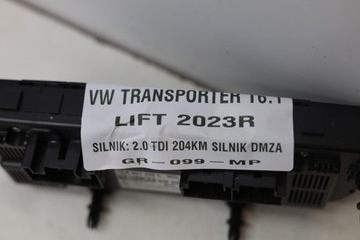 VW TRANSPORTER T6.1
LIFT 2023R
SILNIK: 2.0 TDI 204KM SILNIK DMZA
GR-099-MP